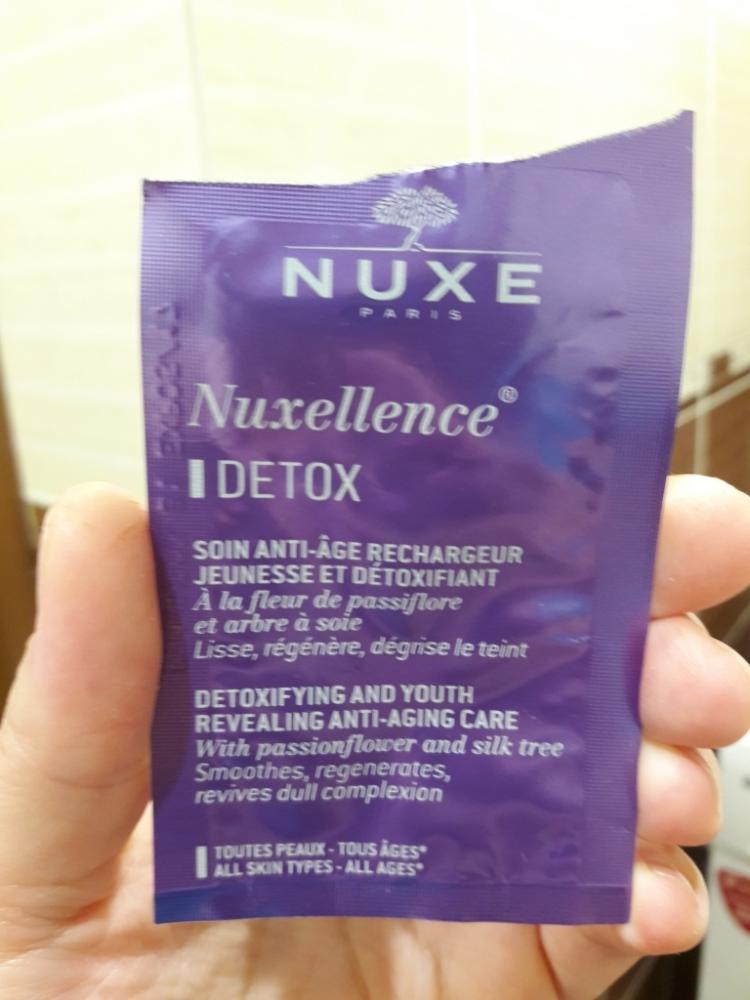 NUXE
PARIS
Nuxellence®
DETOX
SOIN ANTI-ÂGE RECHARGEUR
JEUNESSE ET DÉTOXIFIANT
À la fleur de passiflore
et arbre à soie
Lisse, régénère, dégrise le teint
DETOXIFYING AND YOUTH
REVEALING ANTI-AGING CARE
With passionflower and silk tree
Smoothes, regenerates,
revives dull complexion
TOUTES PEAUX - TOUS ÂGES*
ALL SKIN TYPES - ALL AGES*